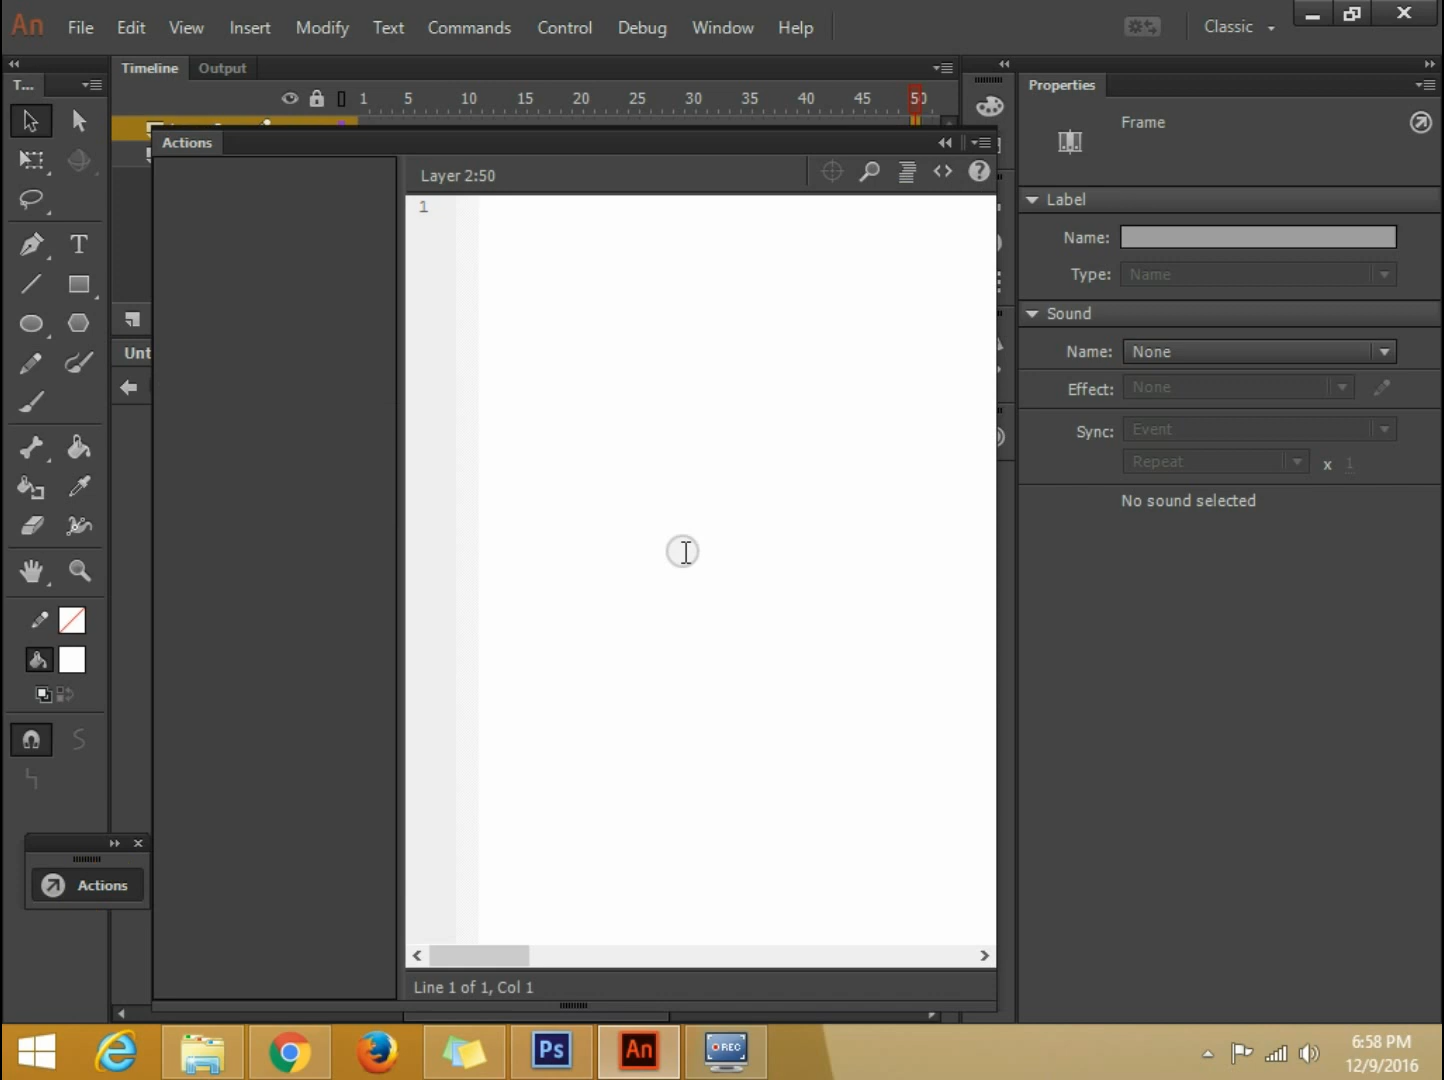 An File Edit View Insert Modify Text Commands Control Debug Window Help Classic
T... Timeline Output Properties
1 5 10 15 20 25 30 35 40 45 50
Frame
Actions
Layer 2:50
1
Label
Name:
Type: Name
Sound
Name: None
Effect: None
Sync: Event
Repeat x 1
No sound selected
Unt
T
Actions
Line 1 of 1, Col 1
Ps An REC
6:58 PM
12/9/2016